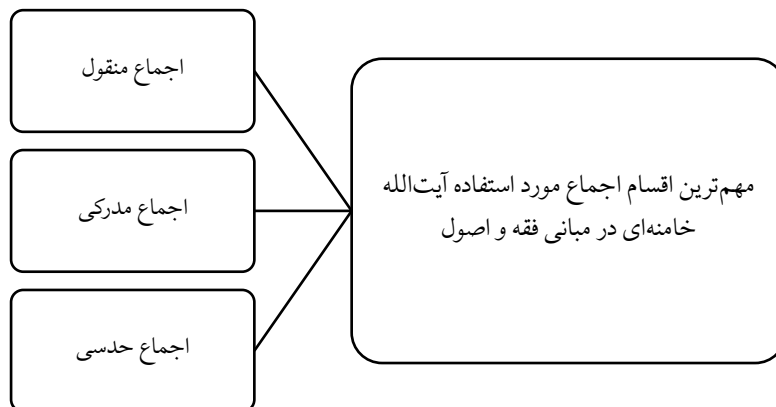 مهم‌ترین اقسام اجماع مورد استفاده آیت‌الله
خامنه‌ای در مبانی فقه و اصول
اجماع منقول
اجماع مدرکی
اجماع حدسی